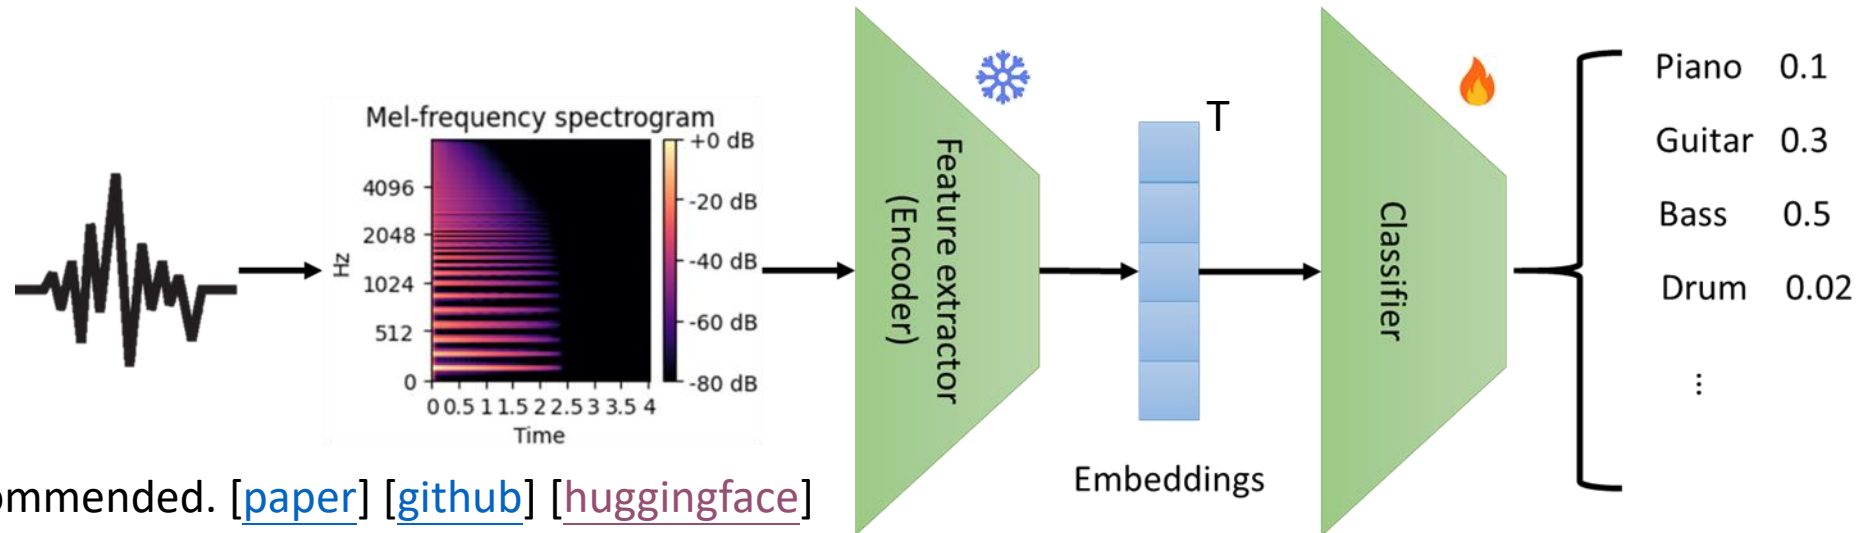 Mel-frequency spectrogram
+0 dB
-20 dB
-40 dB
-60 dB
-80 dB
4096
2048
1024
512
0
Hz
0 0.5 1 1.5 2 2.5 3 3.5 4
Time
Feature extractor
(Encoder)
T
Embeddings
Classifier
Piano 0.1
Guitar 0.3
Bass 0.5
Drum 0.02
...
ommended. [paper] [github] [huggingface]